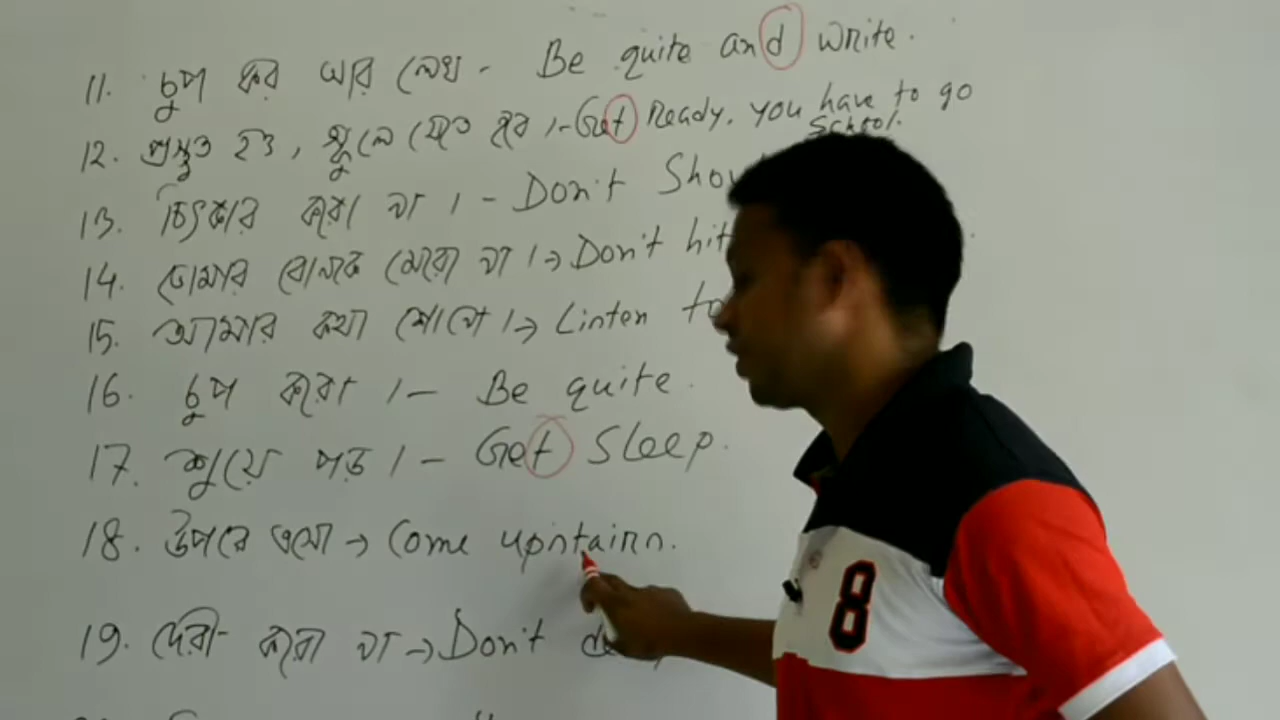 11. চুপ কর আর লেখ - Be quite and write.
12. প্রস্তুত হও, স্কুলে যেতে হবে।- Get Ready, you have to go
School.
13. চিৎকার করো না। - Don't
14. তোমার বোনকে মেরো না।→ Don't hit
15. আমার কথা শোনো।→ Linten to
16. চুপ করো।- Be quite.
17. শুয়ে পড়।- Get Sleep.
18. উপরে এসো → Come upntairn.
19. দেরী করো না → Don't
8